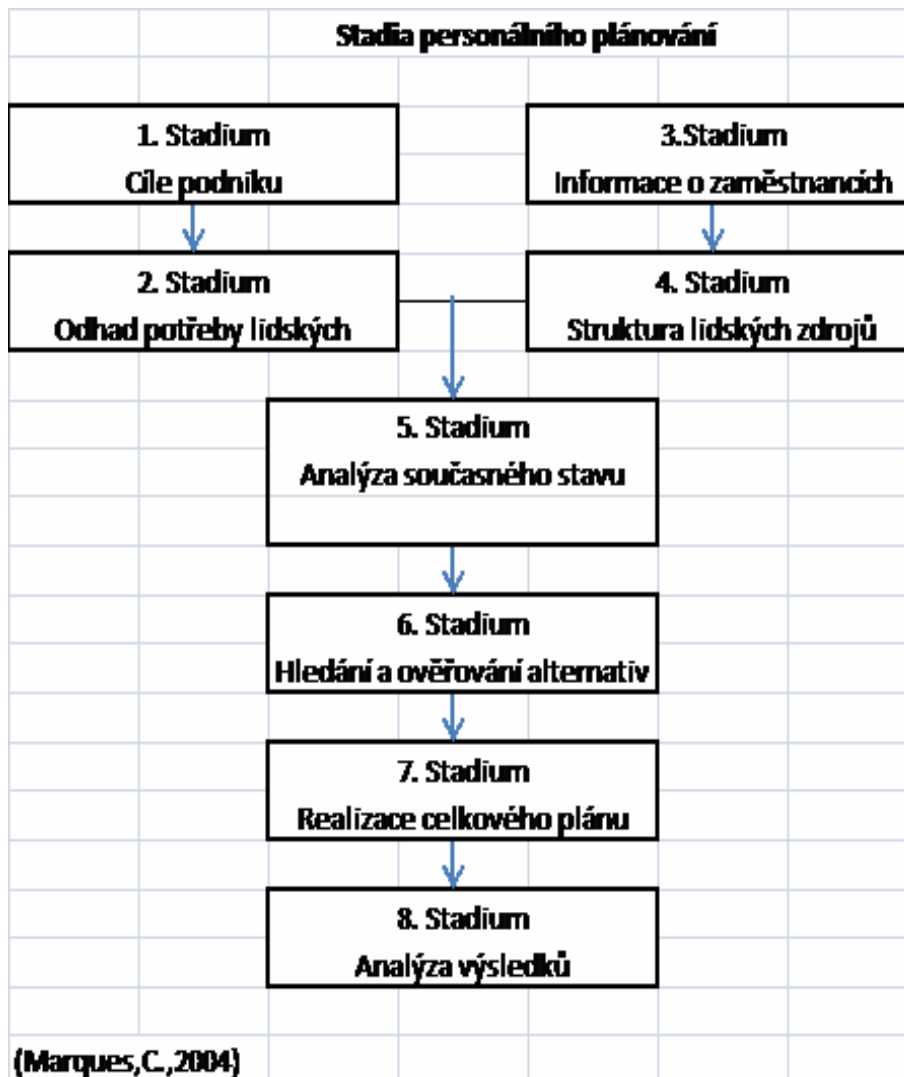 Stadia personálního plánování
1. Stadium
Cíle podniku
3.Stadium
Informace o zaměstnancích
2. Stadium
Odhad potřeby lidských
4. Stadium
Struktura lidských zdrojů
5. Stadium
Analýza současného stavu
6. Stadium
Hledání a ověřování alternativ
7. Stadium
Realizace celkového plánu
8. Stadium
Analýza výsledků
(Marques,C.,2004)